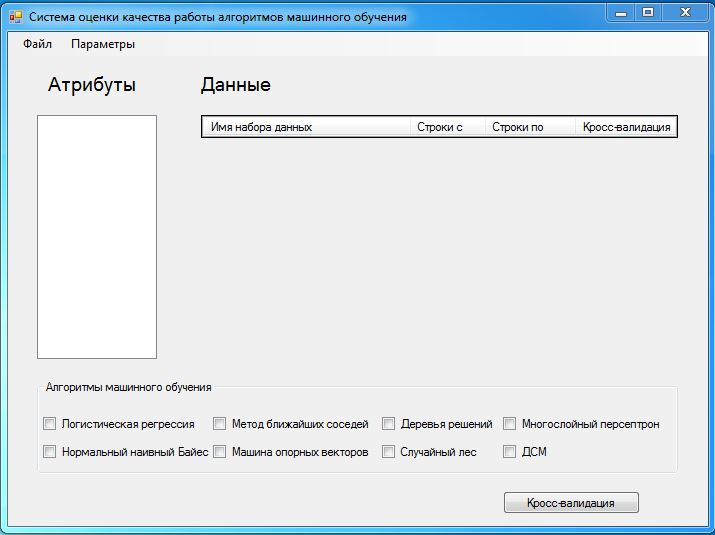 Система оценки качества работы алгоритмов машинного обучения
Файл Параметры
Атрибуты Данные
Имя набора данных Строки с Строки по Кросс-валидация
Алгоритмы машинного обучения
Логистическая регрессия Метод ближайших соседей Деревья решений Многослойный персептрон
Нормальный наивный Байес Машина опорных векторов Случайный лес ДСМ
Кросс-валидация